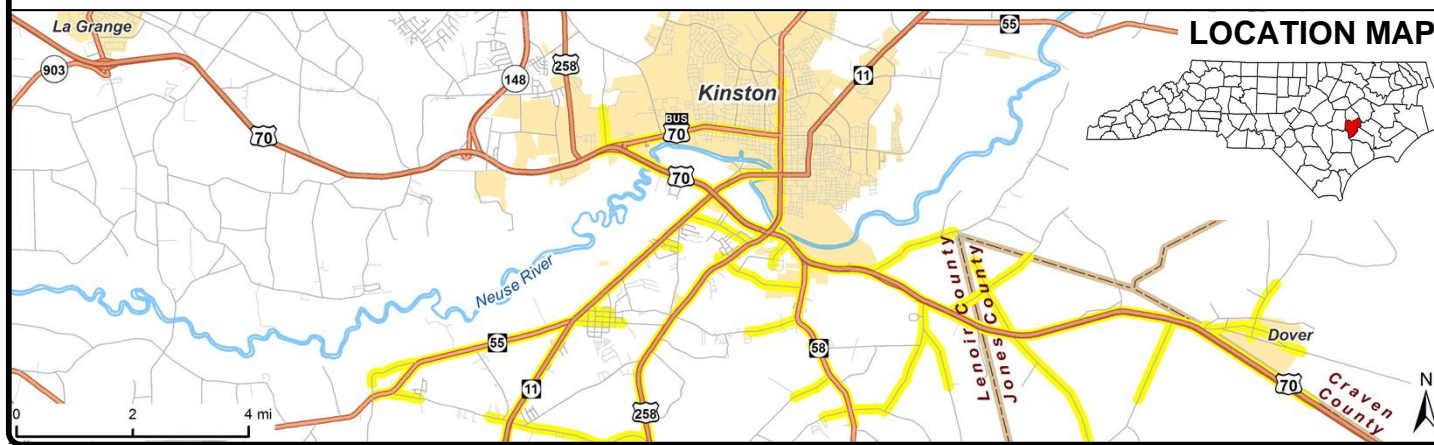 La Grange
903
70
148
258
Kinston
BUS
70
11
55
LOCATION MAP
70
Neuse River
55
11
258
58
Lenoir County
Jones County
Dover
70
Craven
County
N
0 2 4 mi